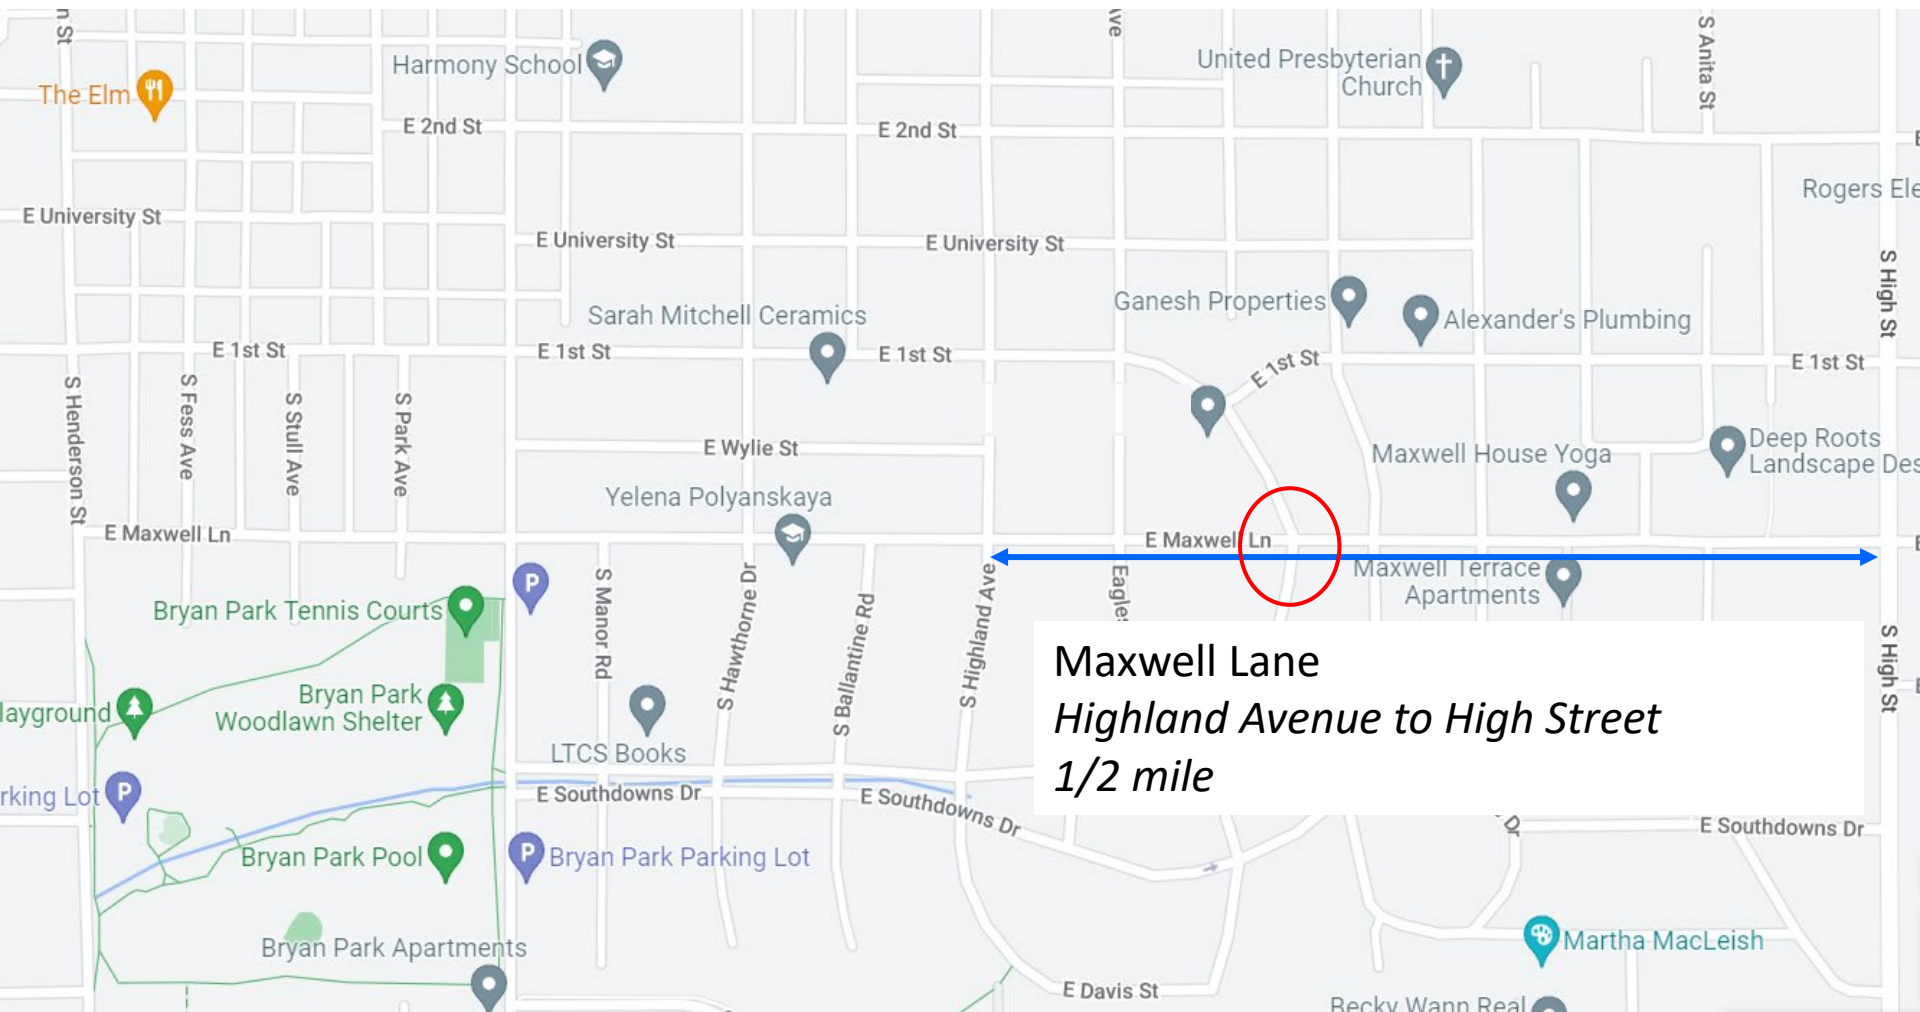 n St
Harmony School
The Elm
ve
United Presbyterian
Church
S Anita St
E 2nd St
E 2nd St
E
Rogers Ele
E University St
E University St
E University St
S High St
Sarah Mitchell Ceramics
Ganesh Properties
Alexander's Plumbing
E 1st St
E 1st St
E 1st St
E 1st St
E 1st St
S Henderson St
S Fess Ave
S Stull Ave
S Park Ave
E Wylie St
Maxwell House Yoga
Deep Roots
Landscape Des
Yelena Polyanskaya
E Maxwell Ln
E Maxwell Ln
E
P
S Manor Rd
S Hawthorne Dr
S Ballantine Rd
S Highland Ave
Eagles
Maxwell Terrace
Apartments
Bryan Park Tennis Courts
Maxwell Lane
Highland Avenue to High Street
1/2 mile
S High St
E
Bryan Park
Woodlawn Shelter
layground
LTCS Books
rking Lot
P
E Southdowns Dr
E Southdowns Dr
Dr
E Southdowns Dr
Bryan Park Pool
P
Bryan Park Parking Lot
Bryan Park Apartments
Martha MacLeish
E Davis St
Becky Wann Real